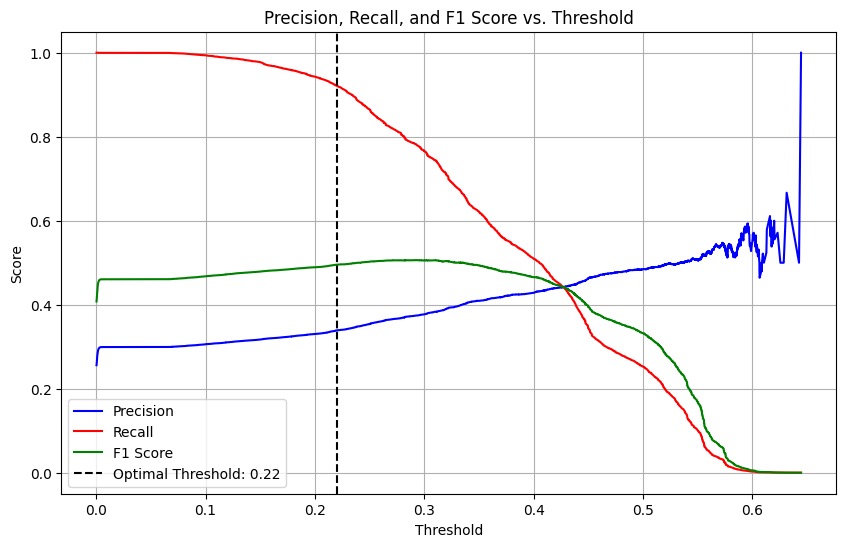 Precision, Recall, and F1 Score vs. Threshold
Score
1.0
0.8
0.6
0.4
0.2
0.0
Precision
Recall
F1 Score
Optimal Threshold: 0.22
0.0 0.1 0.2 0.3 0.4 0.5 0.6
Threshold